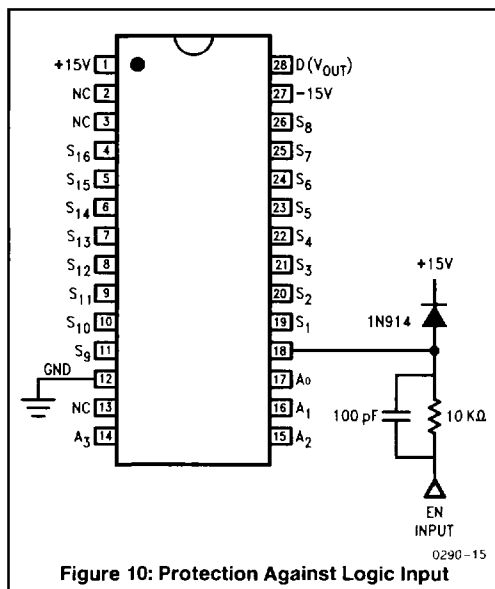 +15V 1 28 D (V_OUT)
NC 2 27 -15V
NC 3 26 S8
S16 4 25 S7
S15 5 24 S6
S14 6 23 S5
S13 7 22 S4
S12 8 21 S3
S11 9 20 S2
S10 10 19 S1
S9 11 18
GND 12 17 A0
NC 13 16 A1
A3 14 15 A2
+15V
1N914
100 pF 10 KΩ
EN
INPUT
0290-15
Figure 10: Protection Against Logic Input